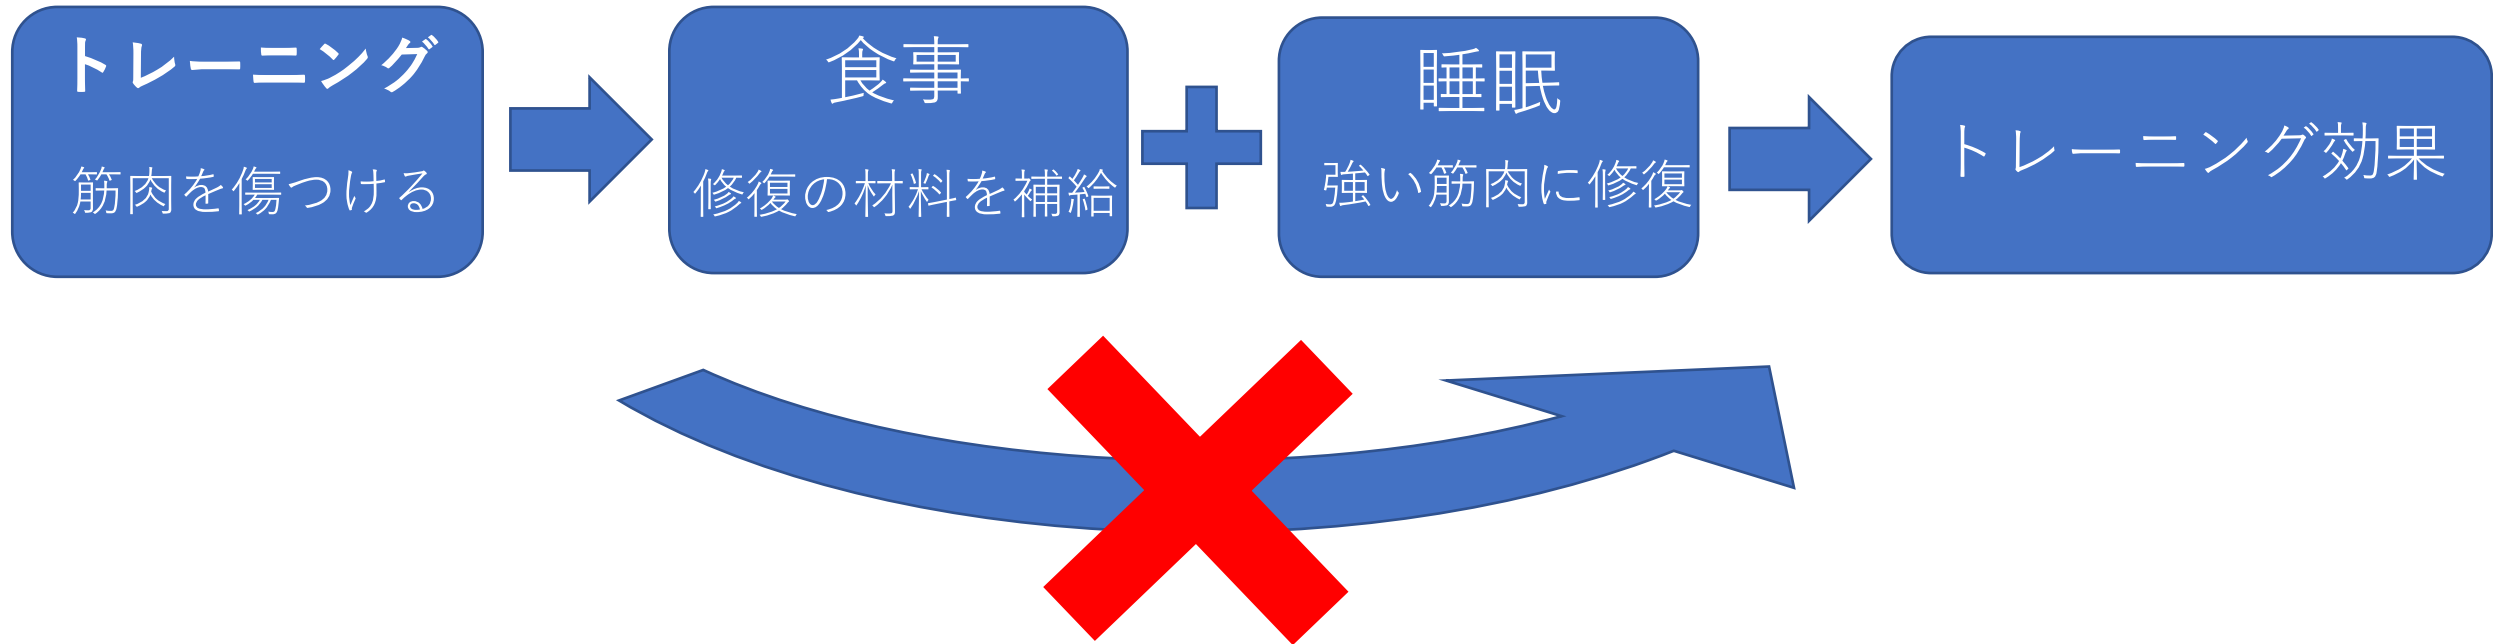 トレーニング
筋肉を傷つける
食事
修復の材料を補給
睡眠
強い筋肉に修復
トレーニング効果